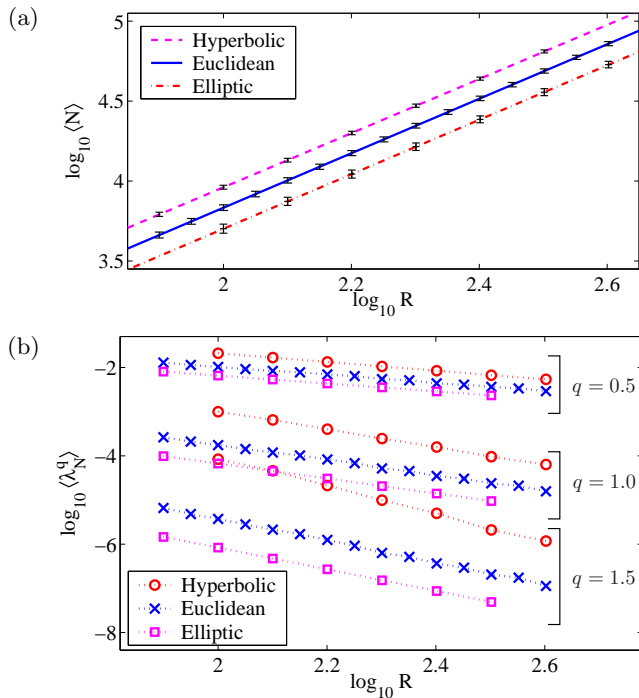 (a)
5
4.5
4
3.5
log10 ⟨N⟩
Hyperbolic
Euclidean
Elliptic
2
2.2
2.4
2.6
log10 R
(b)
−2
−4
−6
−8
log10 ⟨λ_N^q⟩
q = 0.5
q = 1.0
q = 1.5
Hyperbolic
Euclidean
Elliptic
2
2.2
2.4
2.6
log10 R